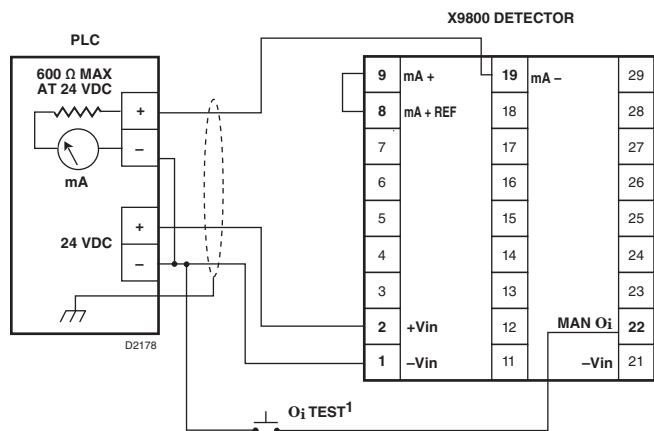 X9800 DETECTOR
PLC
600 Ω MAX
AT 24 VDC
+
–
mA
24 VDC
+
–
D2178
9 mA + 19 mA – 29
8 mA + REF 18 28
7 17 27
6 16 26
5 15 25
4 14 24
3 13 23
2 +Vin 12 MAN Oi 22
1 –Vin 11 –Vin 21
Oi TEST1